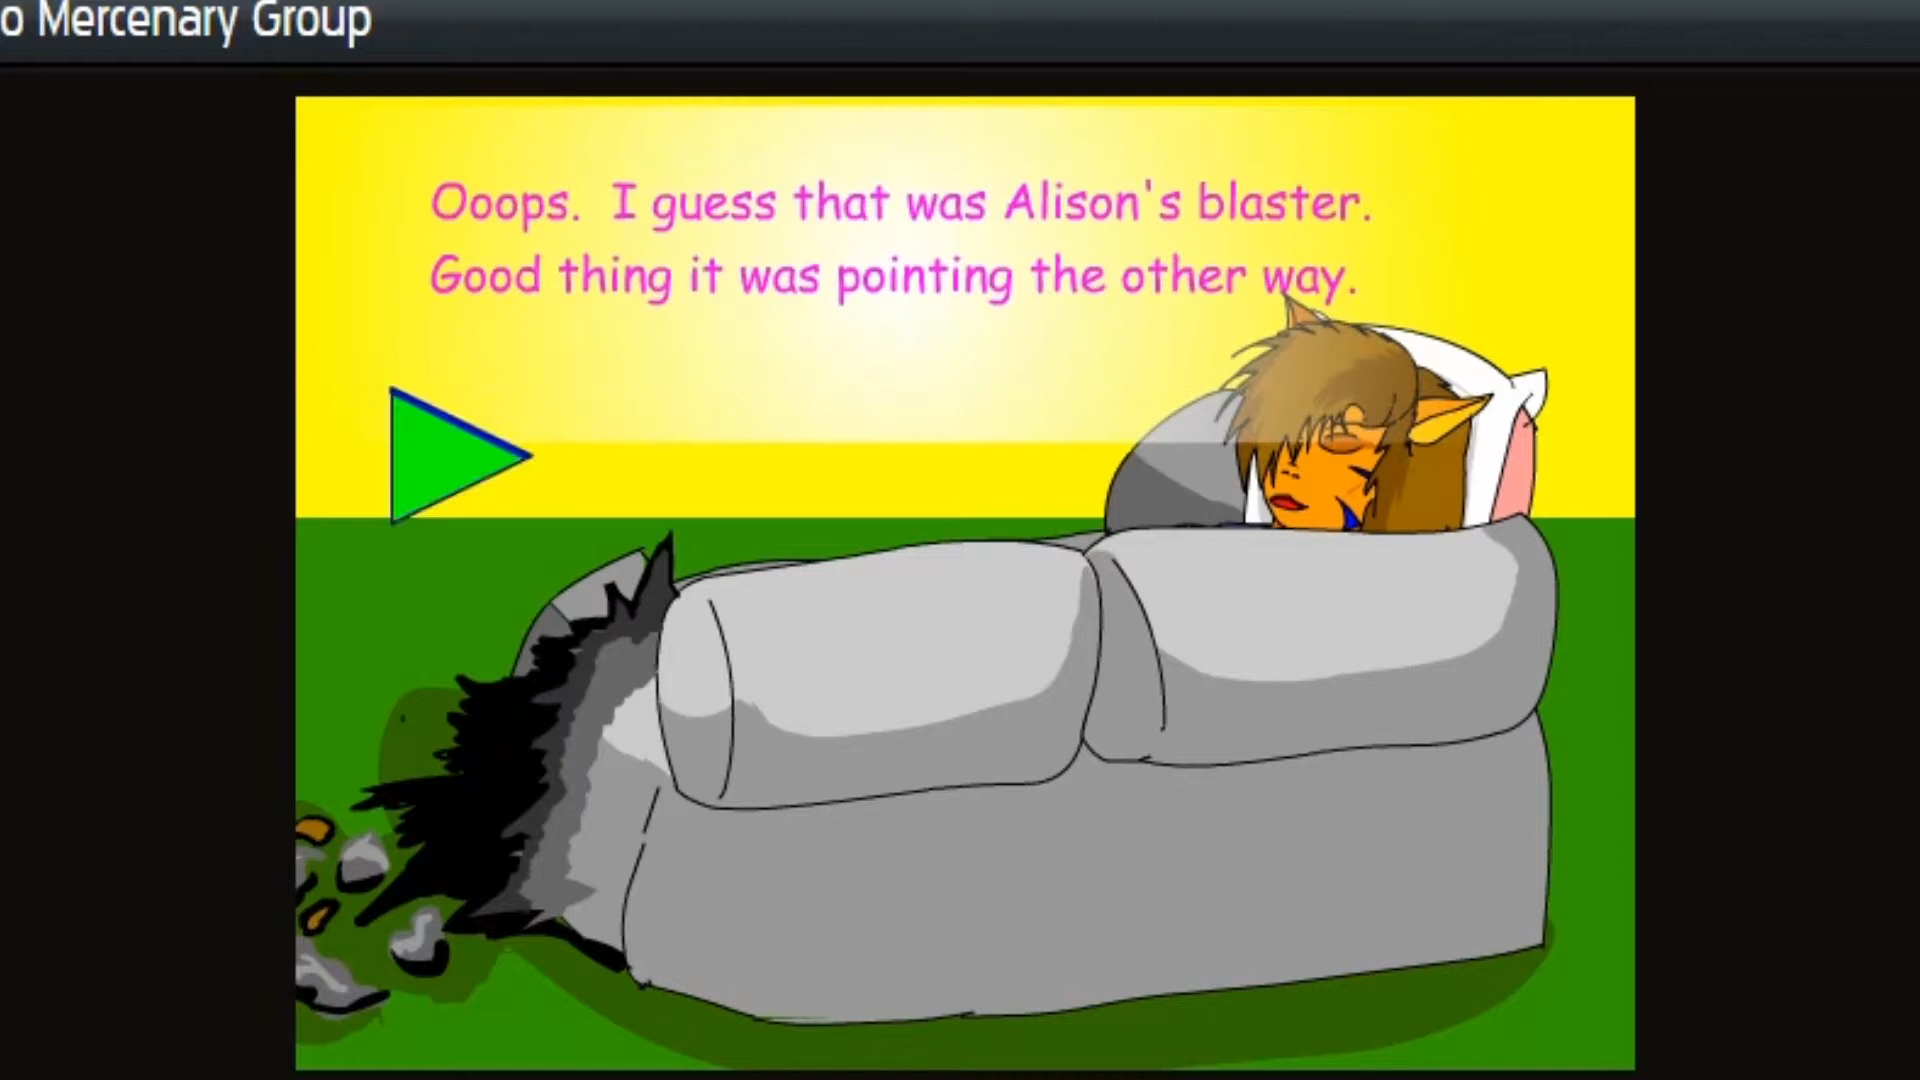 o Mercenary Group
Ooops. I guess that was Alison's blaster.
Good thing it was pointing the other way.